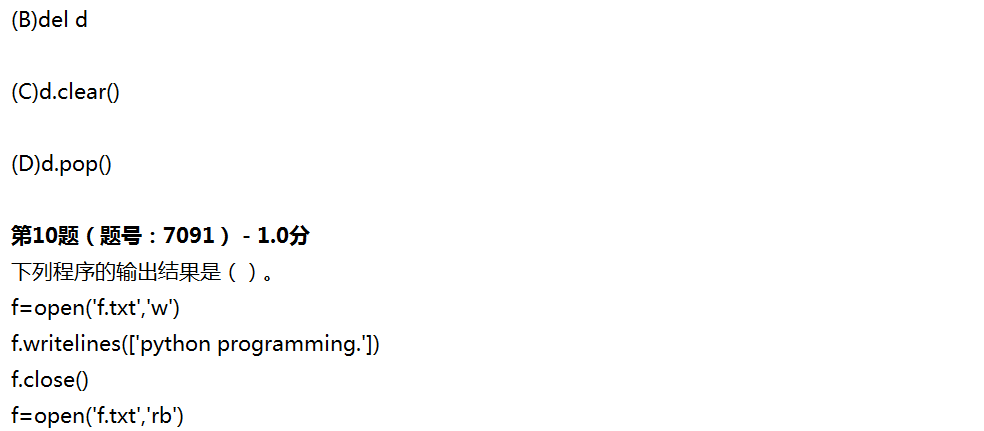 (B)del d
(C)d.clear()
(D)d.pop()
第10题（题号：7091） - 1.0分
下列程序的输出结果是（ ）。
f=open('f.txt','w')
f.writelines(['python programming.'])
f.close()
f=open('f.txt','rb')